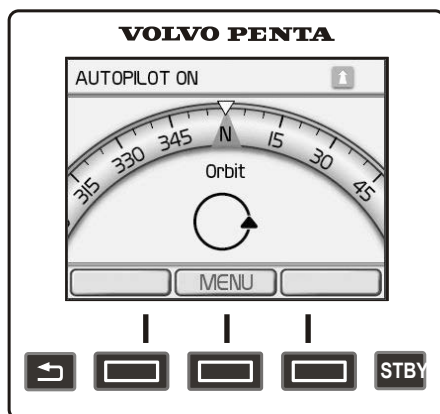 VOLVO PENTA
AUTOPILOT ON
315 330 345 N 15 30 45
Orbit
MENU
STBY